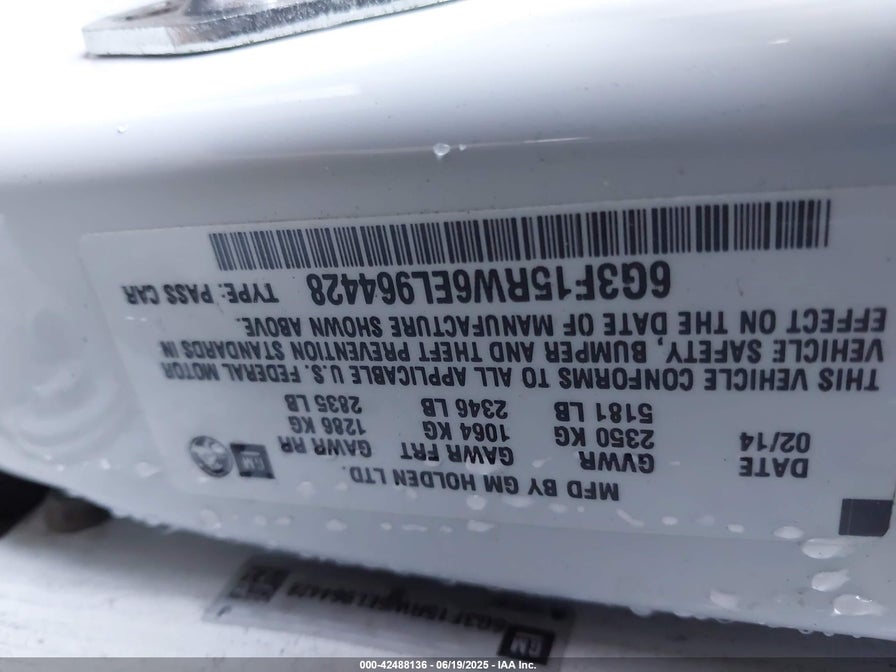 MFD BY GM HOLDEN LTD.
DATE GVWR GAWR FRT GAWR RR
02/14 2350 KG 1064 KG 1286 KG
5181 LB 2346 LB 2835 LB
GM
THIS VEHICLE CONFORMS TO ALL APPLICABLE U.S. FEDERAL MOTOR
VEHICLE SAFETY, BUMPER AND THEFT PREVENTION STANDARDS IN
EFFECT ON THE DATE OF MANUFACTURE SHOWN ABOVE.
6G3F15RW6EL964428 TYPE: PASS CAR
GM
6G3F15RW6EL964428
000-42488136 - 06/19/2025 - IAA Inc.